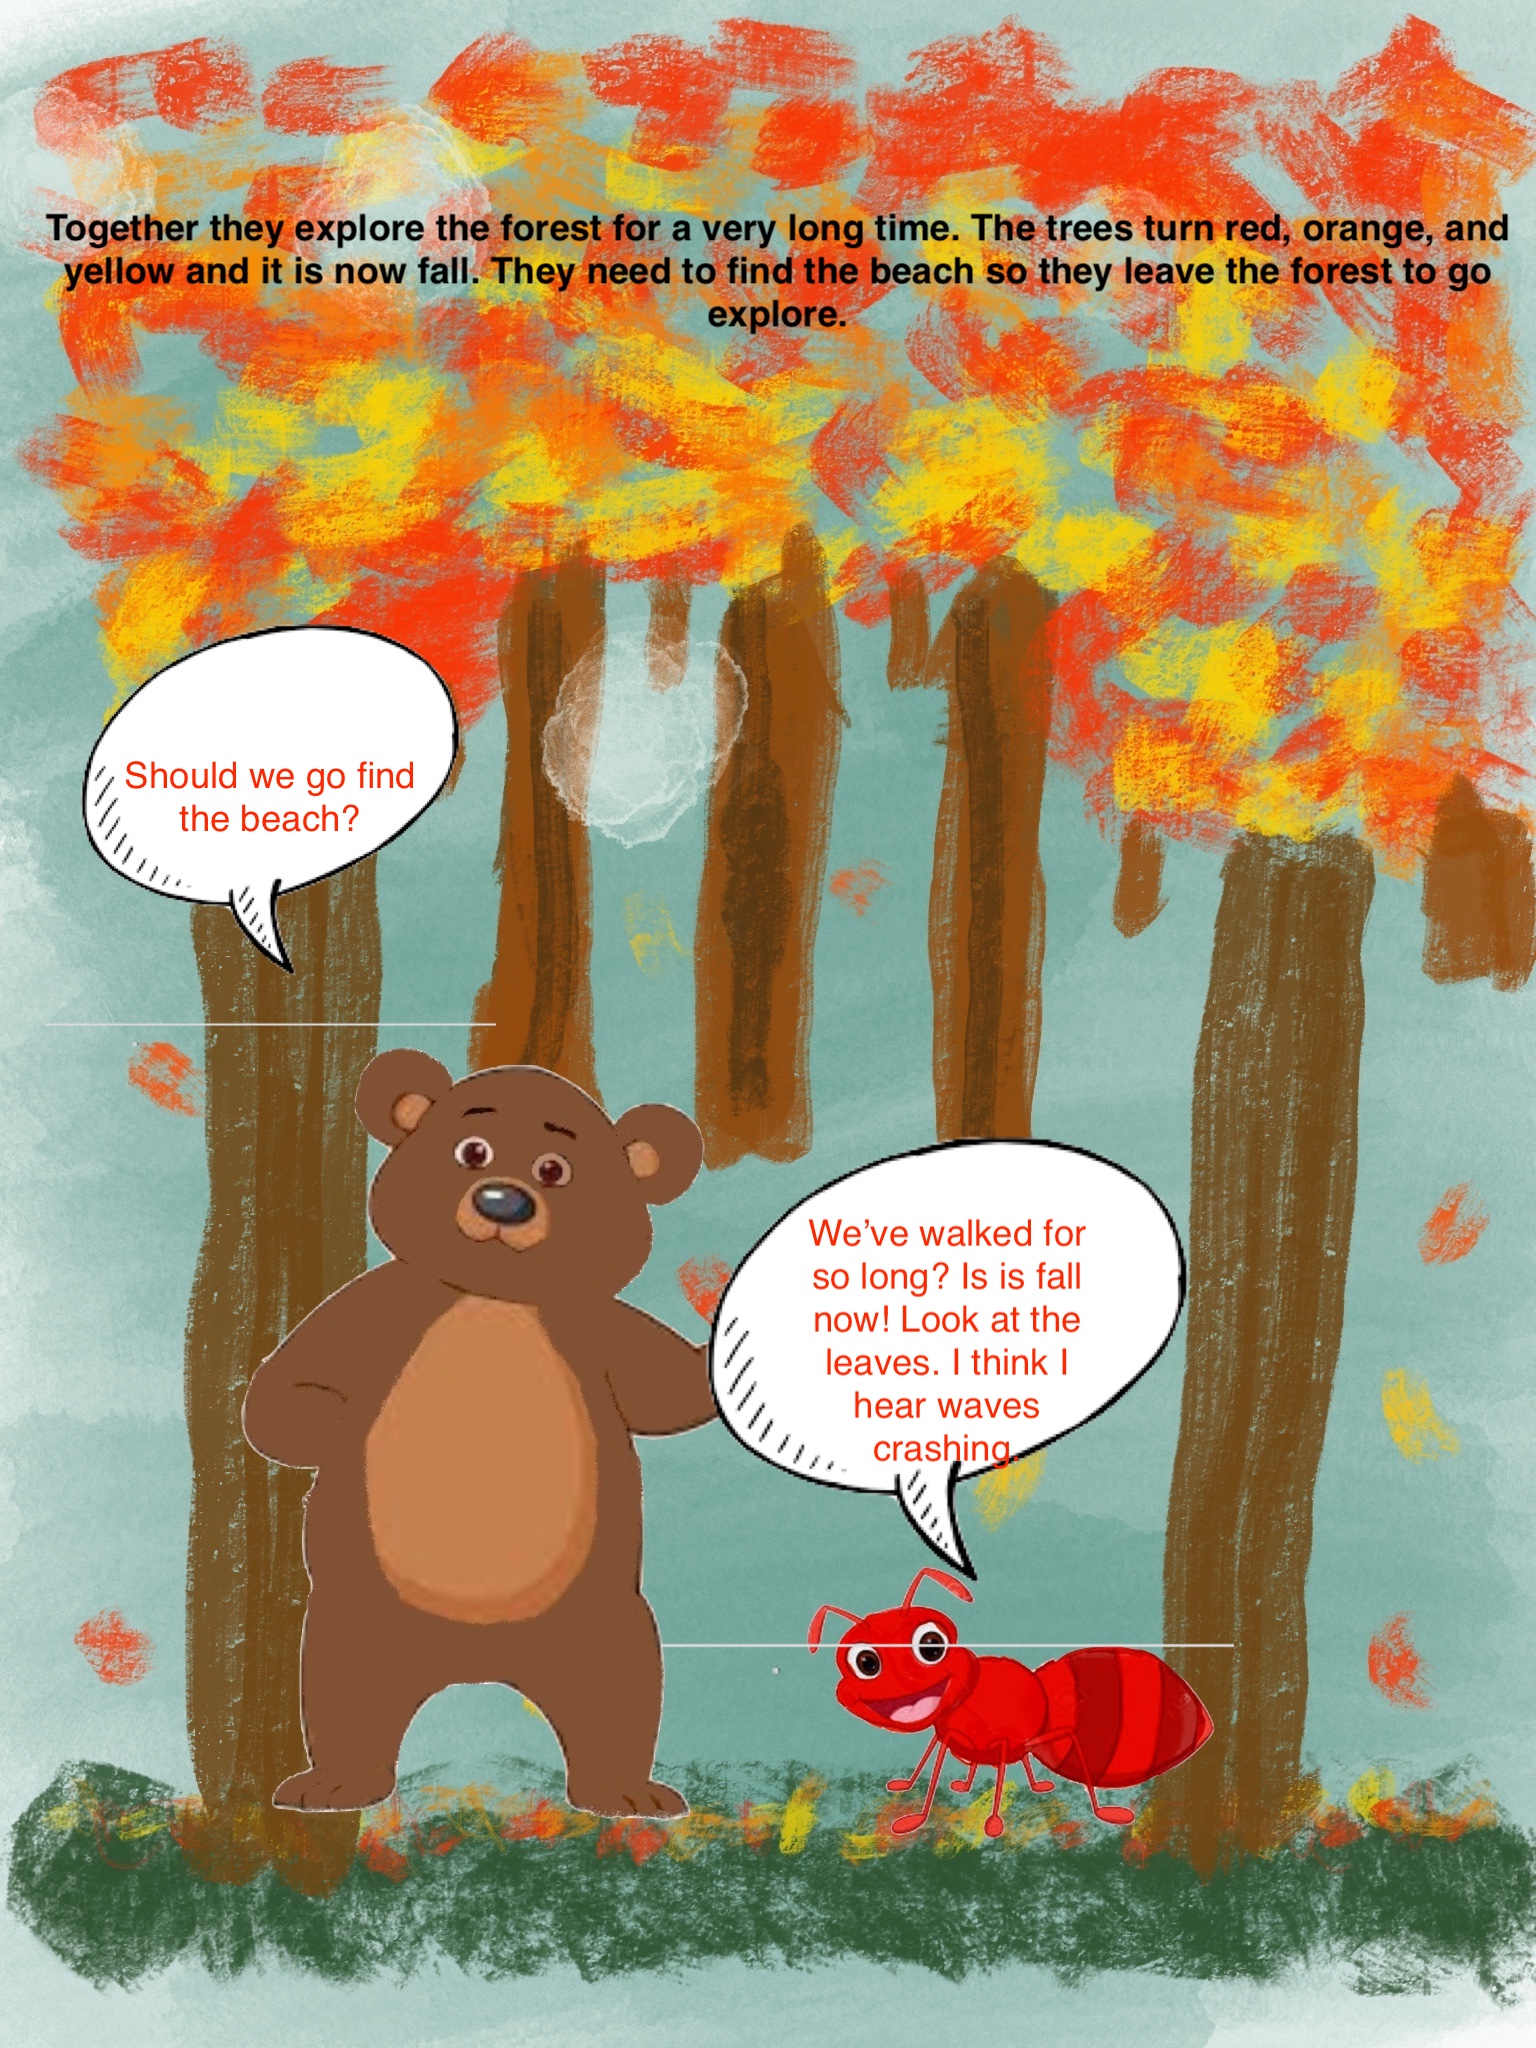 Together they explore the forest for a very long time. The trees turn red, orange, and
yellow and it is now fall. They need to find the beach so they leave the forest to go
explore.
Should we go find
the beach?
We’ve walked for
so long? Is is fall
now! Look at the
leaves. I think I
hear waves
crashing.